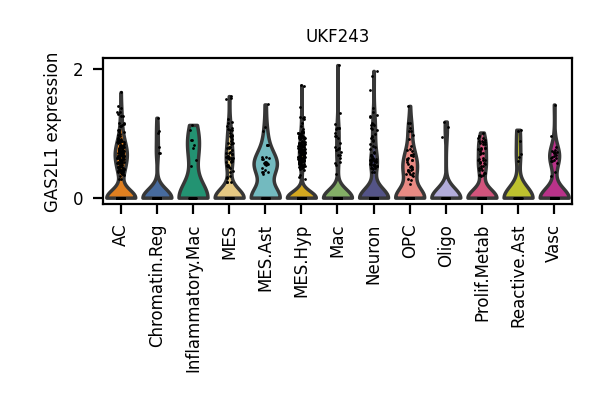 UKF243
GAS2L1 expression
2
0
AC
Chromatin.Reg
Inflammatory.Mac
MES
MES.Ast
MES.Hyp
Mac
Neuron
OPC
Oligo
Prolif.Metab
Reactive.Ast
Vasc